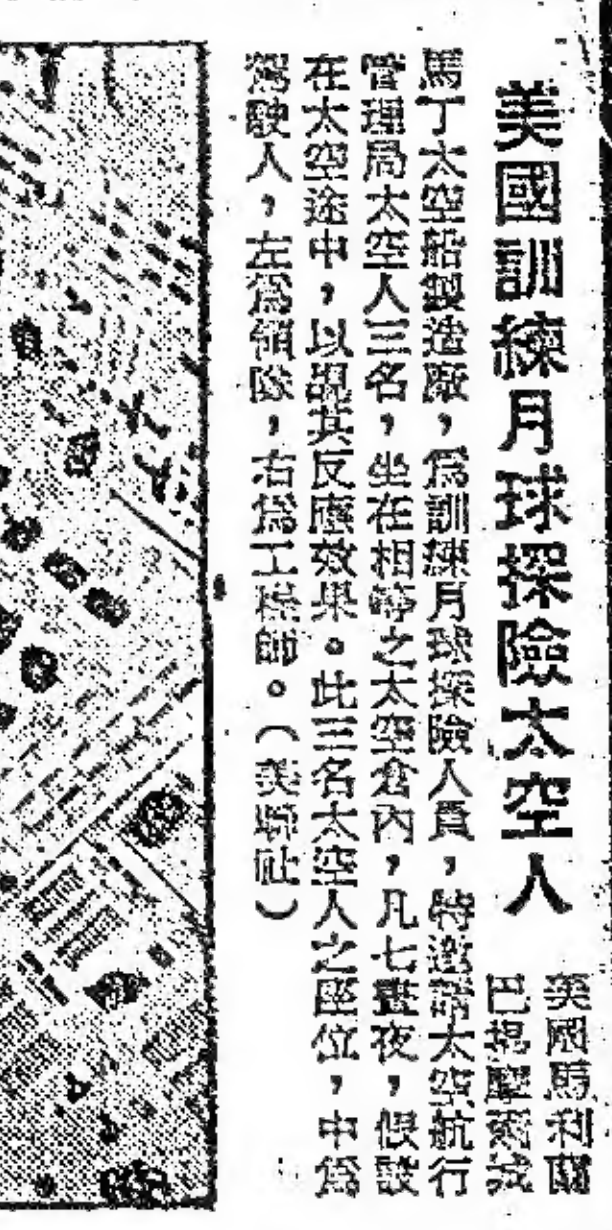 美國訓練月球探險太空人
美國馬利蘭
巴提摩爾城
馬丁太空船製造廠，為訓練月球探險人員，特邀請太空航行
管理局太空人三名，坐在相等之太空倉內，凡七晝夜，假設
在太空途中，以視其反應效果。此三名太空人之座位，中為
駕駛人，左為領隊，右為工程師。（美聯社）